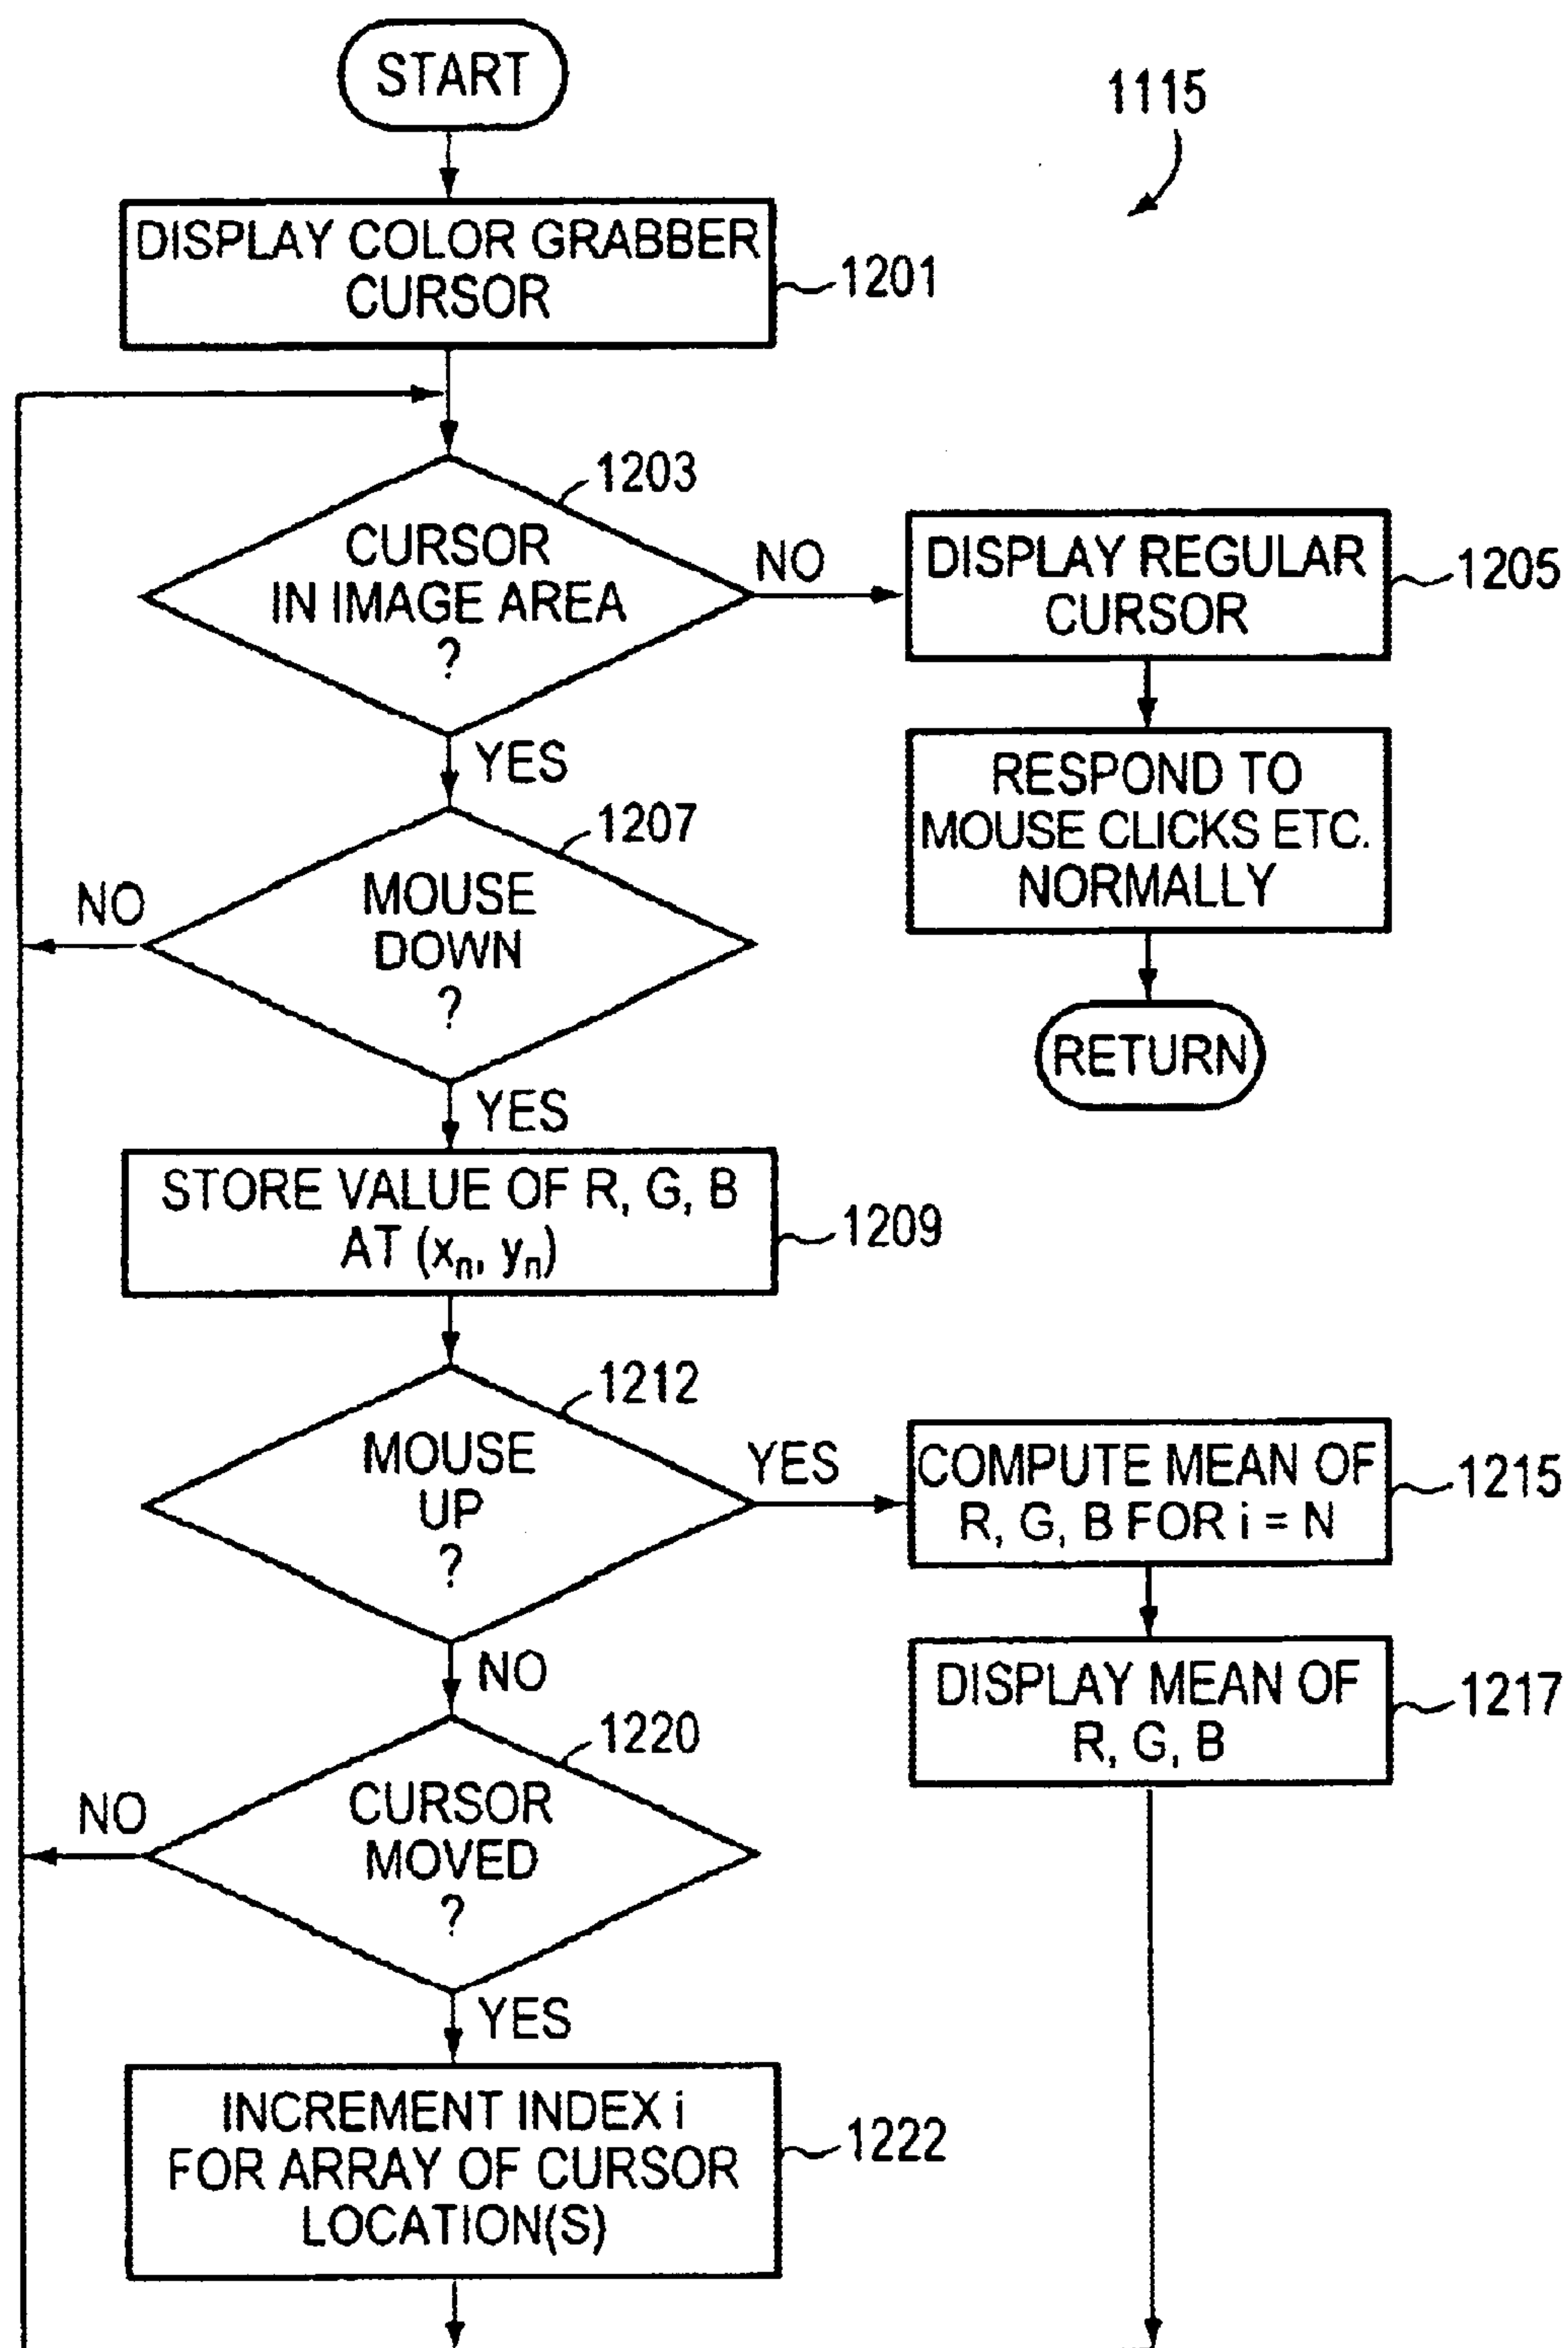 START
1115
DISPLAY COLOR GRABBER
CURSOR
1201
1203
CURSOR
IN IMAGE AREA
?
NO
DISPLAY REGULAR
CURSOR
1205
YES
RESPOND TO
MOUSE CLICKS ETC.
NORMALLY
1207
MOUSE
DOWN
?
NO
RETURN
YES
STORE VALUE OF R, G, B
AT (xₙ, yₙ)
1209
1212
MOUSE
UP
?
YES
COMPUTE MEAN OF
R, G, B FOR i = N
1215
NO
DISPLAY MEAN OF
R, G, B
1217
1220
CURSOR
MOVED
?
NO
YES
INCREMENT INDEX i
FOR ARRAY OF CURSOR
LOCATION(S)
1222